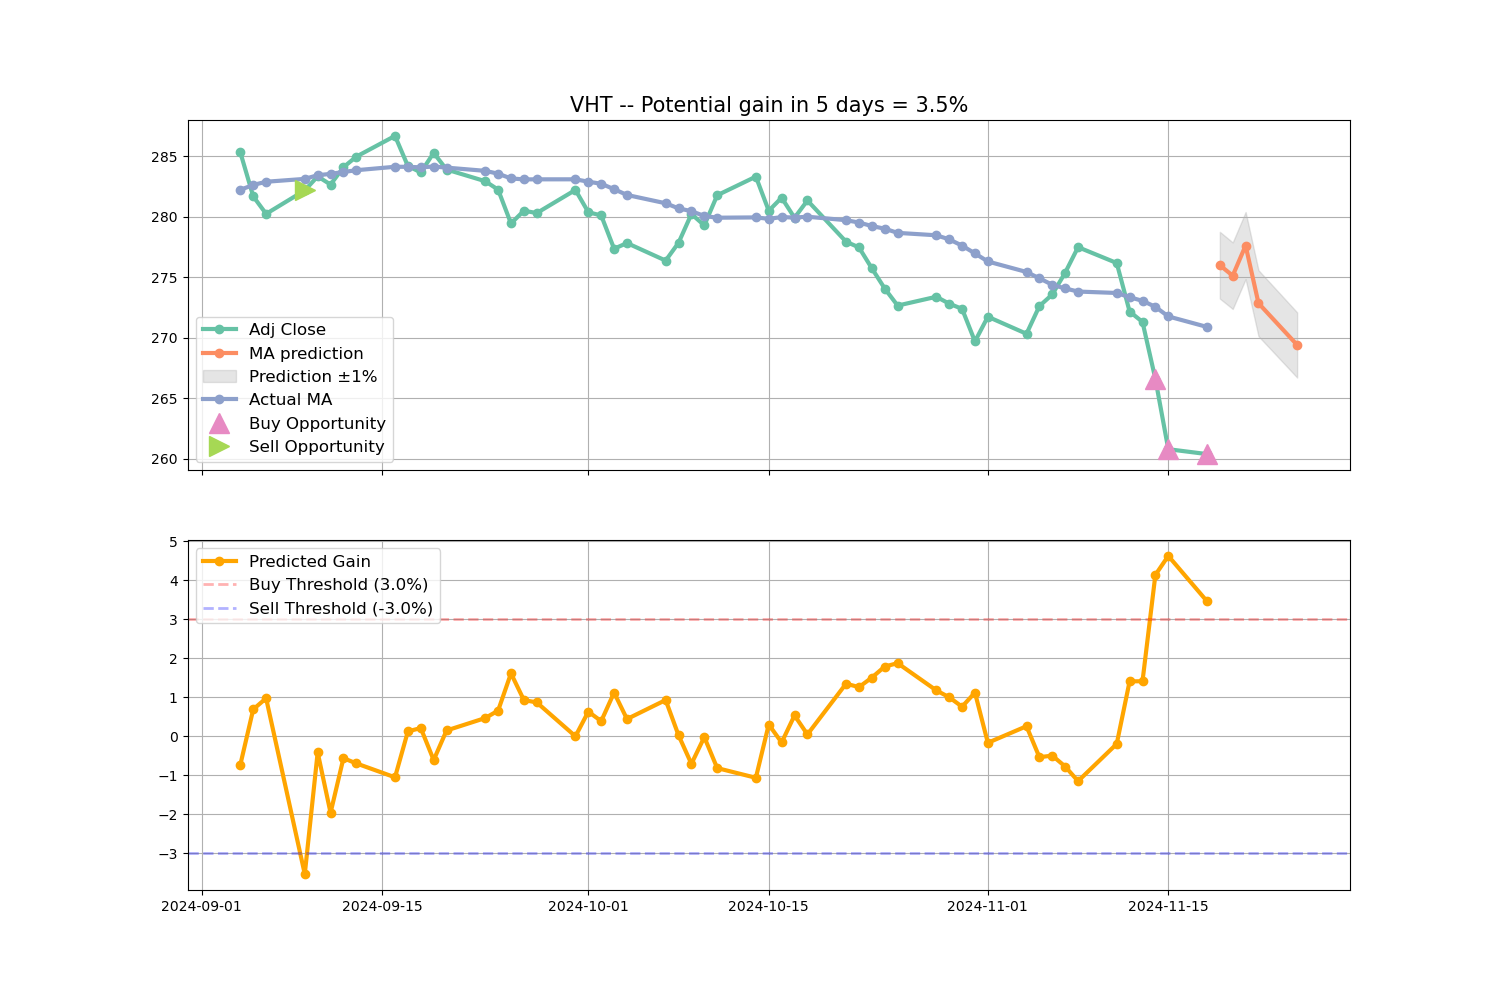 VHT -- Potential gain in 5 days = 3.5%
285
280
275
270
265
260
Adj Close
MA prediction
Prediction ±1%
Actual MA
Buy Opportunity
Sell Opportunity
5
4
3
2
1
0
−1
−2
−3
Predicted Gain
Buy Threshold (3.0%)
Sell Threshold (-3.0%)
2024-09-01 2024-09-15 2024-10-01 2024-10-15 2024-11-01 2024-11-15